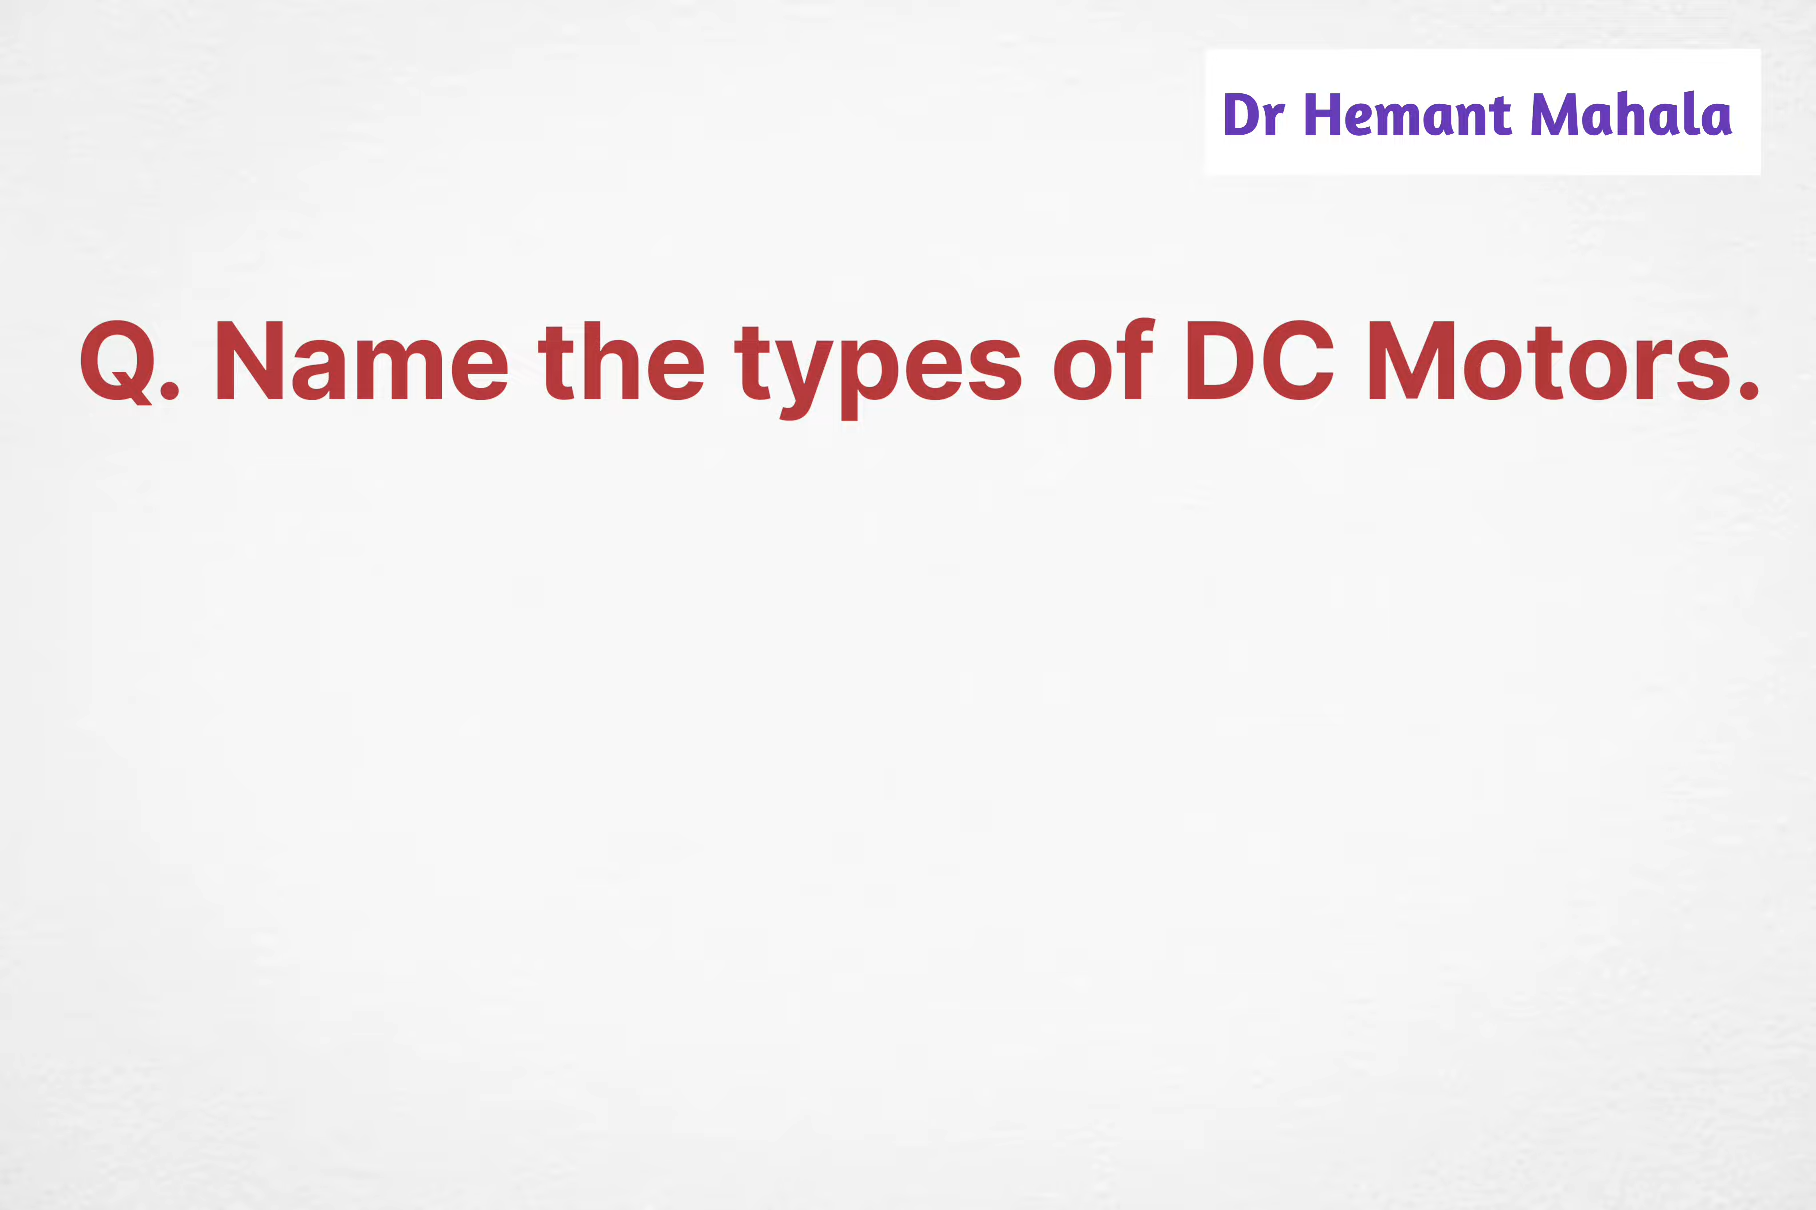 Dr Hemant Mahala
Q. Name the types of DC Motors.